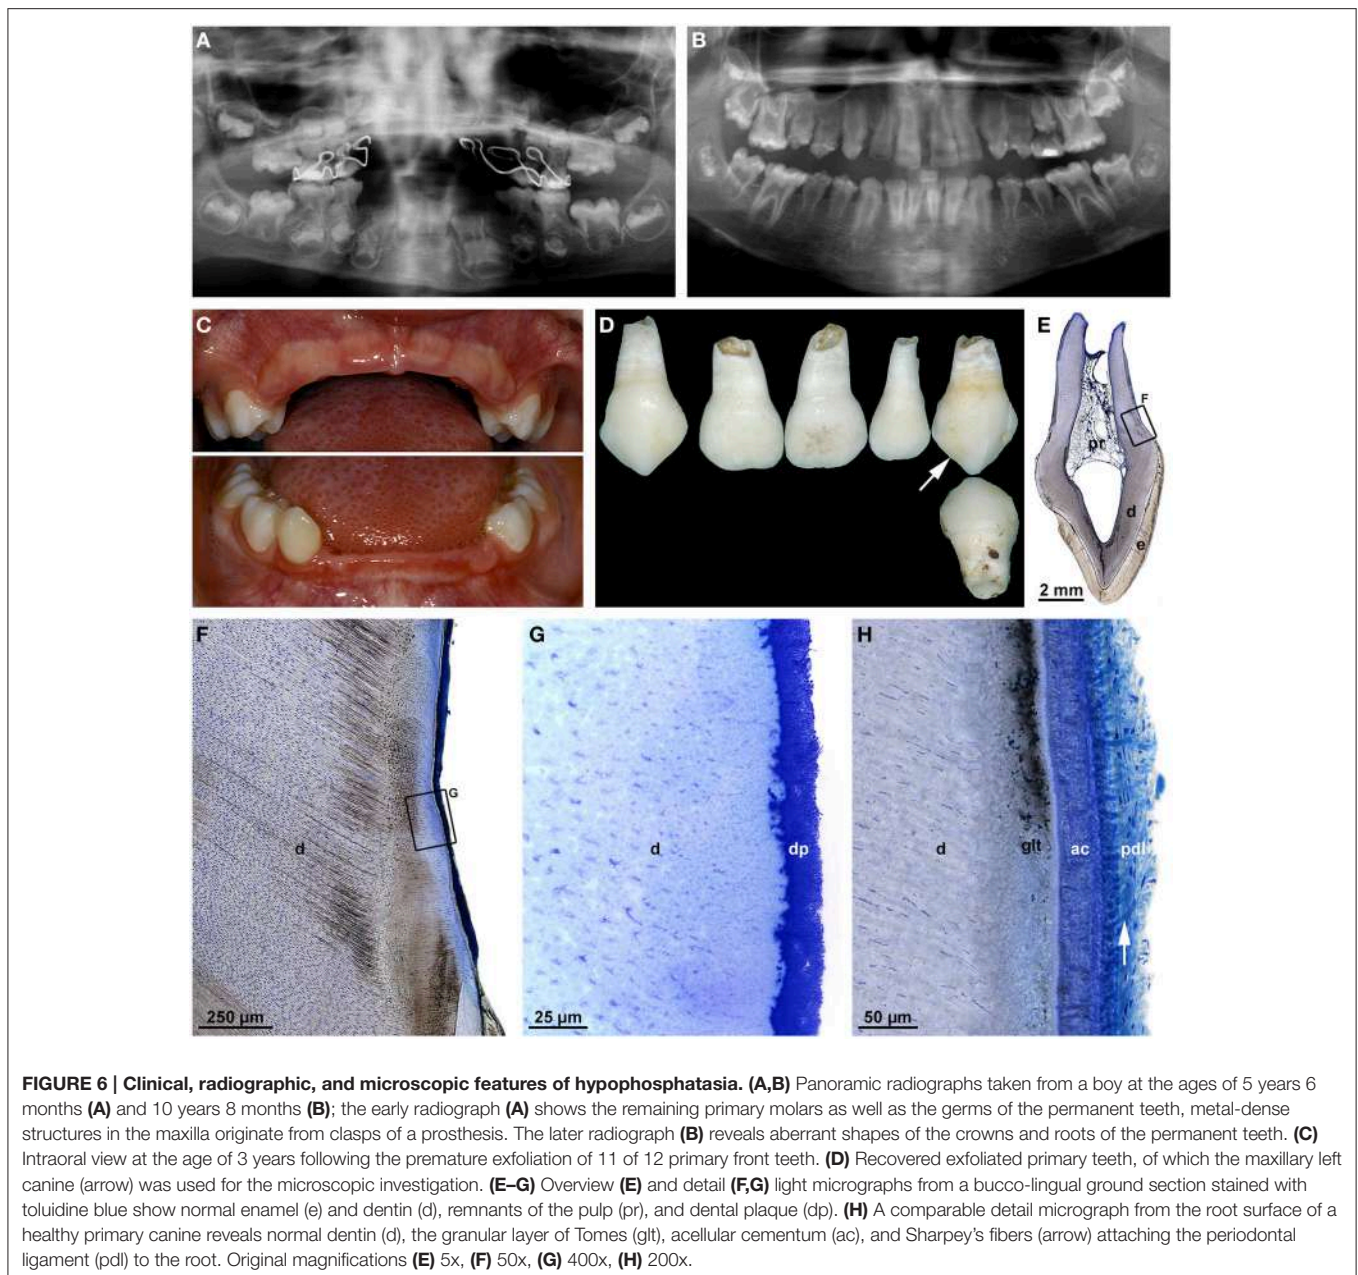 A
B
C
D
E
F
pr
d
e
2 mm
F
G
d
250 µm
G
d
dp
25 µm
H
d
glt
ac
pdl
50 µm
FIGURE 6 | Clinical, radiographic, and microscopic features of hypophosphatasia. (A,B) Panoramic radiographs taken from a boy at the ages of 5 years 6
months (A) and 10 years 8 months (B); the early radiograph (A) shows the remaining primary molars as well as the germs of the permanent teeth, metal-dense
structures in the maxilla originate from clasps of a prosthesis. The later radiograph (B) reveals aberrant shapes of the crowns and roots of the permanent teeth. (C)
Intraoral view at the age of 3 years following the premature exfoliation of 11 of 12 primary front teeth. (D) Recovered exfoliated primary teeth, of which the maxillary left
canine (arrow) was used for the microscopic investigation. (E–G) Overview (E) and detail (F,G) light micrographs from a bucco-lingual ground section stained with
toluidine blue show normal enamel (e) and dentin (d), remnants of the pulp (pr), and dental plaque (dp). (H) A comparable detail micrograph from the root surface of a
healthy primary canine reveals normal dentin (d), the granular layer of Tomes (glt), acellular cementum (ac), and Sharpey's fibers (arrow) attaching the periodontal
ligament (pdl) to the root. Original magnifications (E) 5x, (F) 50x, (G) 400x, (H) 200x.